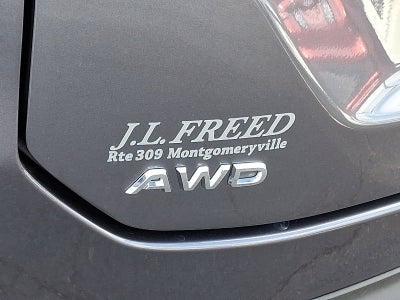 J.L. FREED
Rte 309 Montgomeryville
AWD